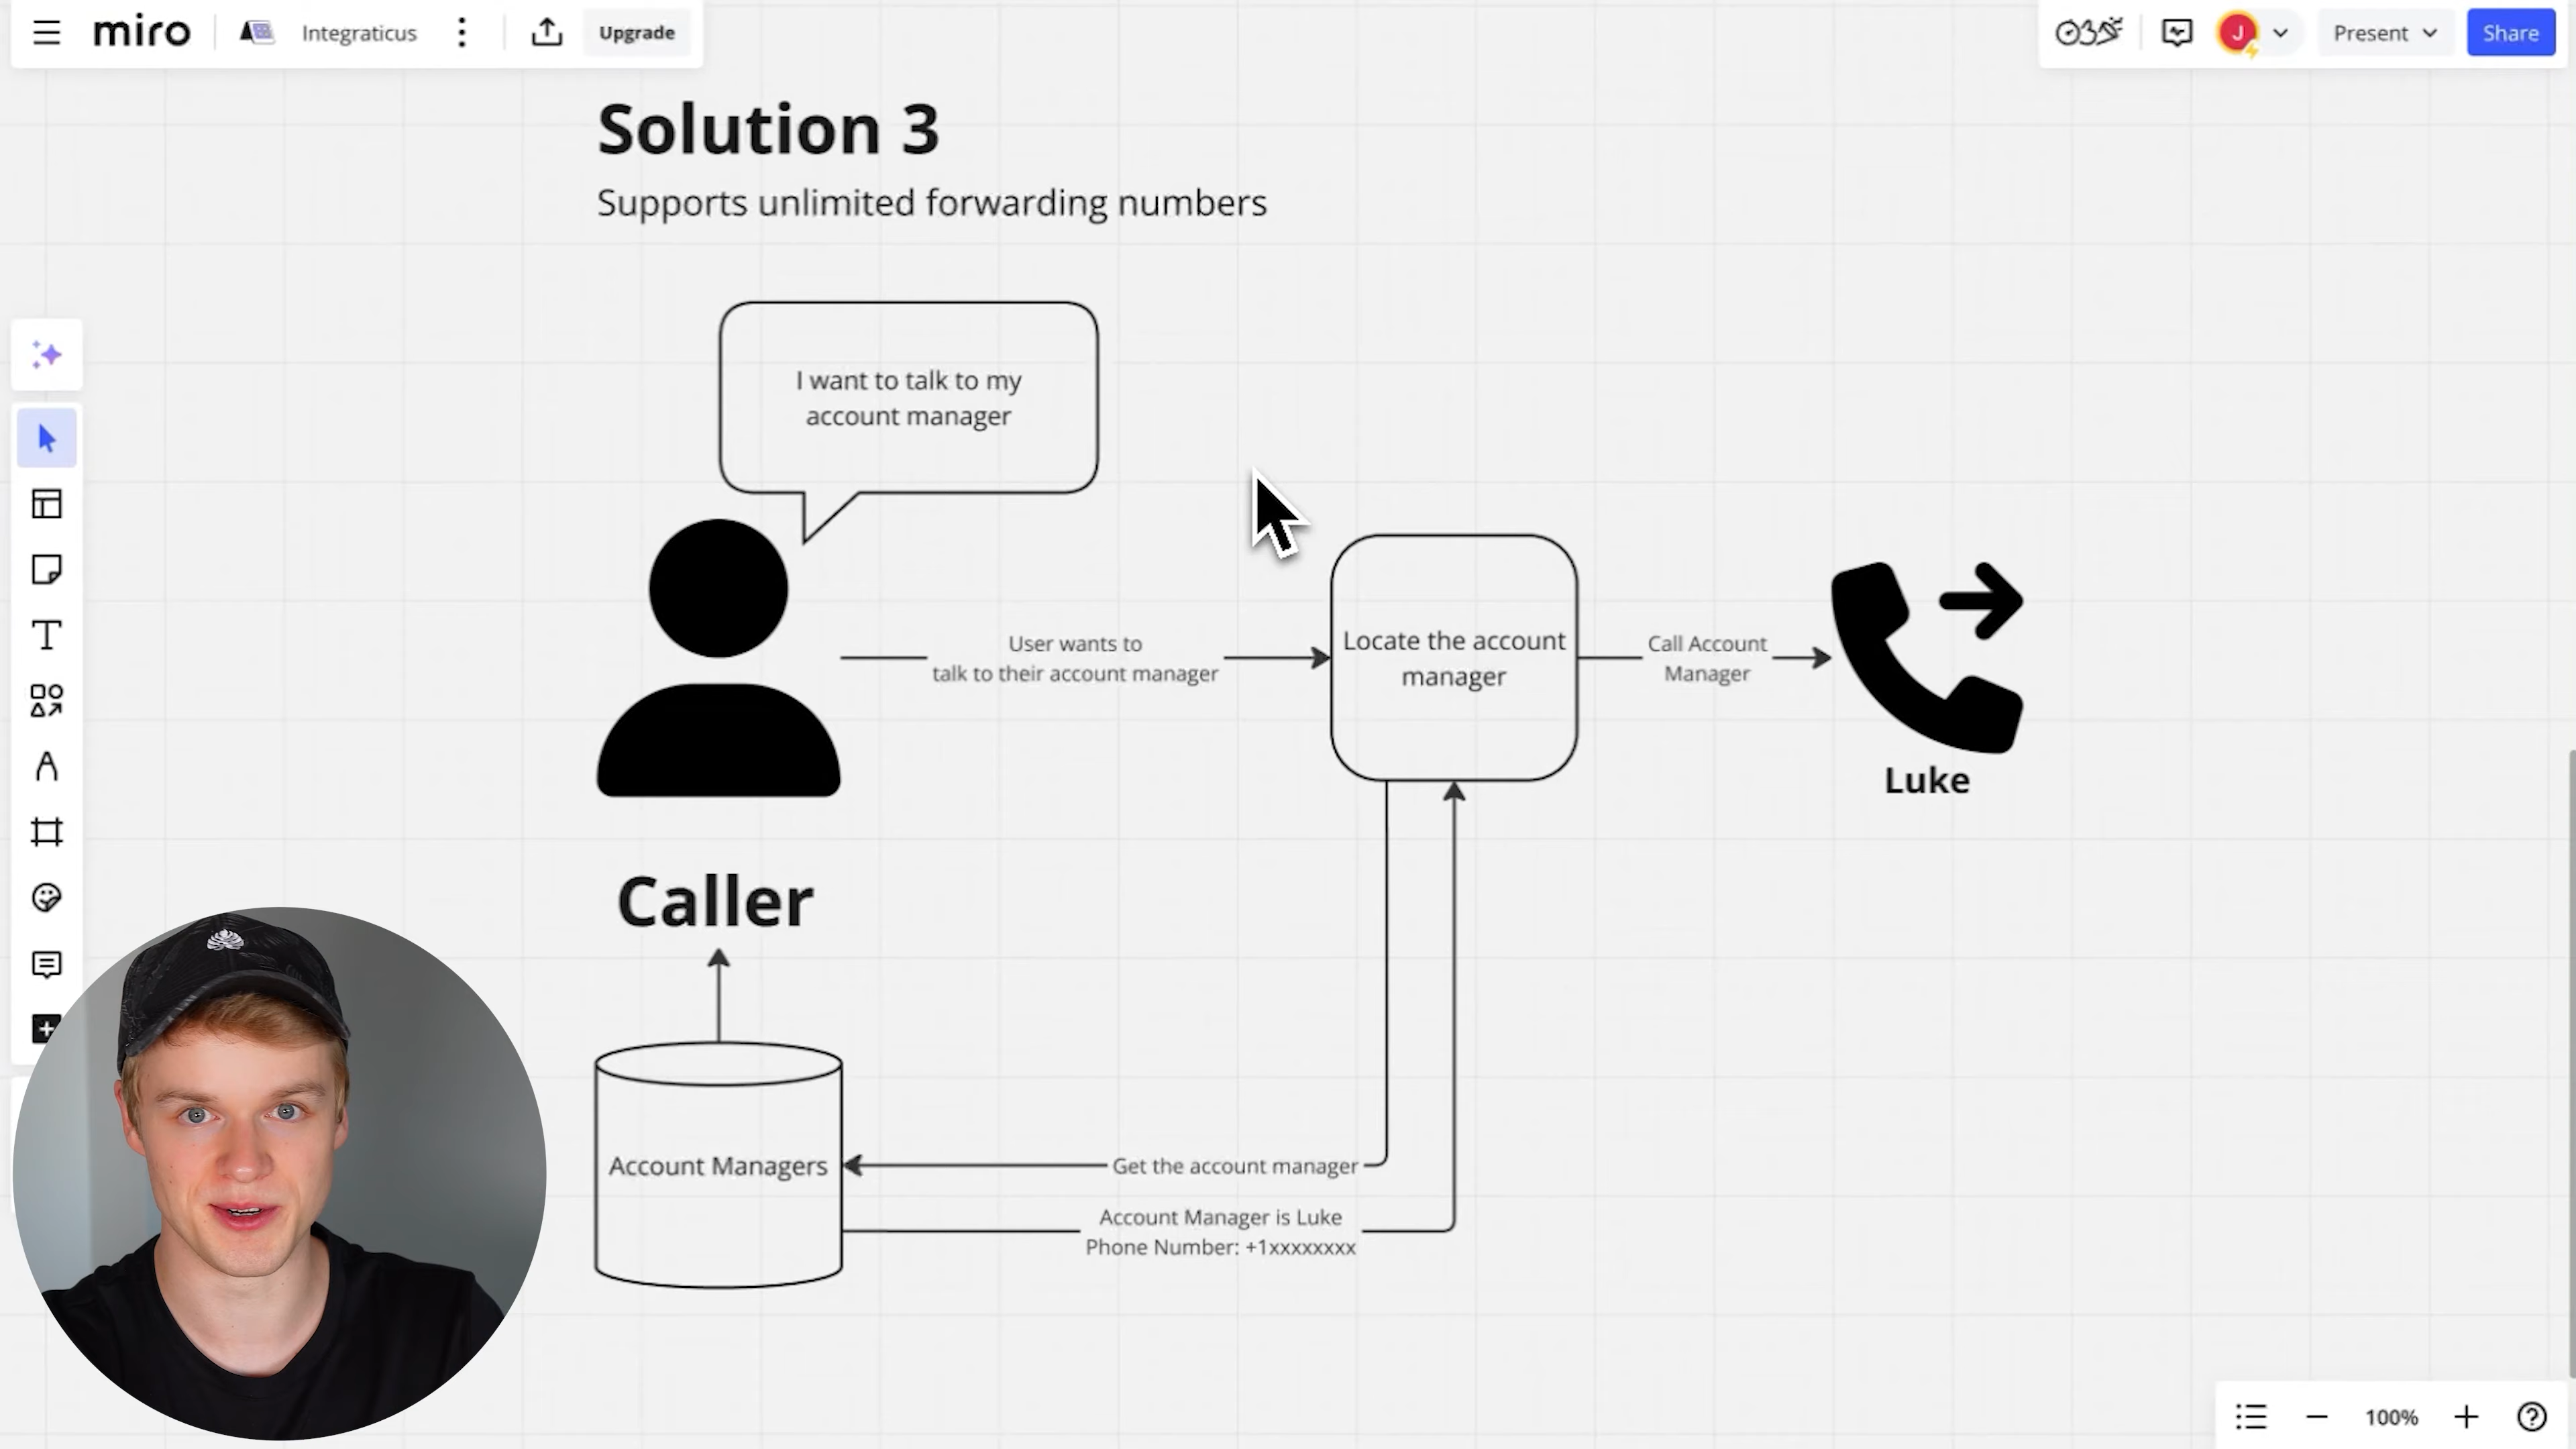 miro
Integraticus
Upgrade
J
Present
Share
Solution 3
Supports unlimited forwarding numbers
I want to talk to my
account manager
User wants to
talk to their account manager
Locate the account
manager
Call Account
Manager
Luke
Caller
Account Managers
Get the account manager
Account Manager is Luke
Phone Number: +1xxxxxxxx
100%